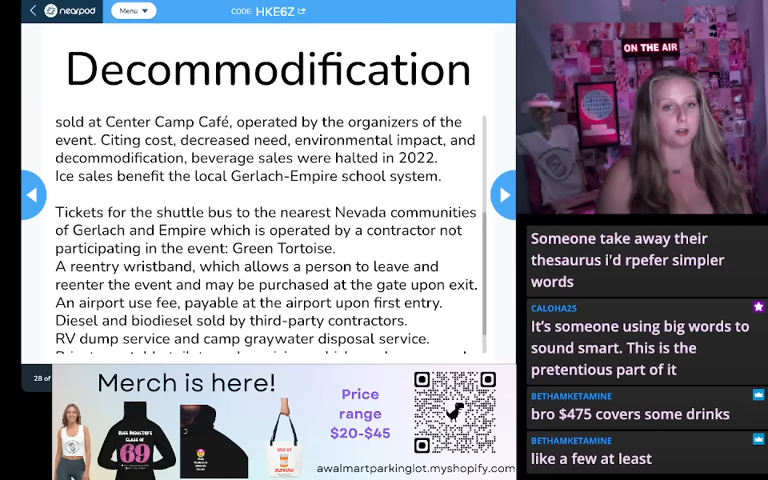 nearpod
Menu
CODE: HKE6Z
Decommodification
sold at Center Camp Café, operated by the organizers of the
event. Citing cost, decreased need, environmental impact, and
decommodification, beverage sales were halted in 2022.
Ice sales benefit the local Gerlach-Empire school system.
Tickets for the shuttle bus to the nearest Nevada communities
of Gerlach and Empire which is operated by a contractor not
participating in the event: Green Tortoise.
A reentry wristband, which allows a person to leave and
reenter the event and may be purchased at the gate upon exit.
An airport use fee, payable at the airport upon first entry.
Diesel and biodiesel sold by third-party contractors.
RV dump service and camp graywater disposal service.
28 of
ON THE AIR
Someone take away their
thesaurus i'd rpefer simpler
words
CALOHA25
It's someone using big words to
sound smart. This is the
pretentious part of it
BETHAMKETAMINE
bro $475 covers some drinks
BETHAMKETAMINE
like a few at least
Merch is here!
CLASS OF
69
Price
range
$20-$45
awalmartparkinglot.myshopify.com